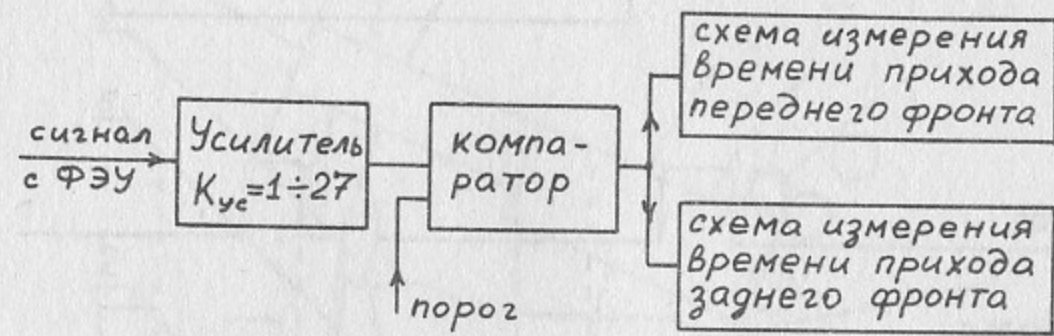 сигнал
с ФЭУ
Усилитель
Kус=1÷27
компа-
ратор
порог
схема измерения
времени прихода
переднего фронта
схема измерения
времени прихода
заднего фронта